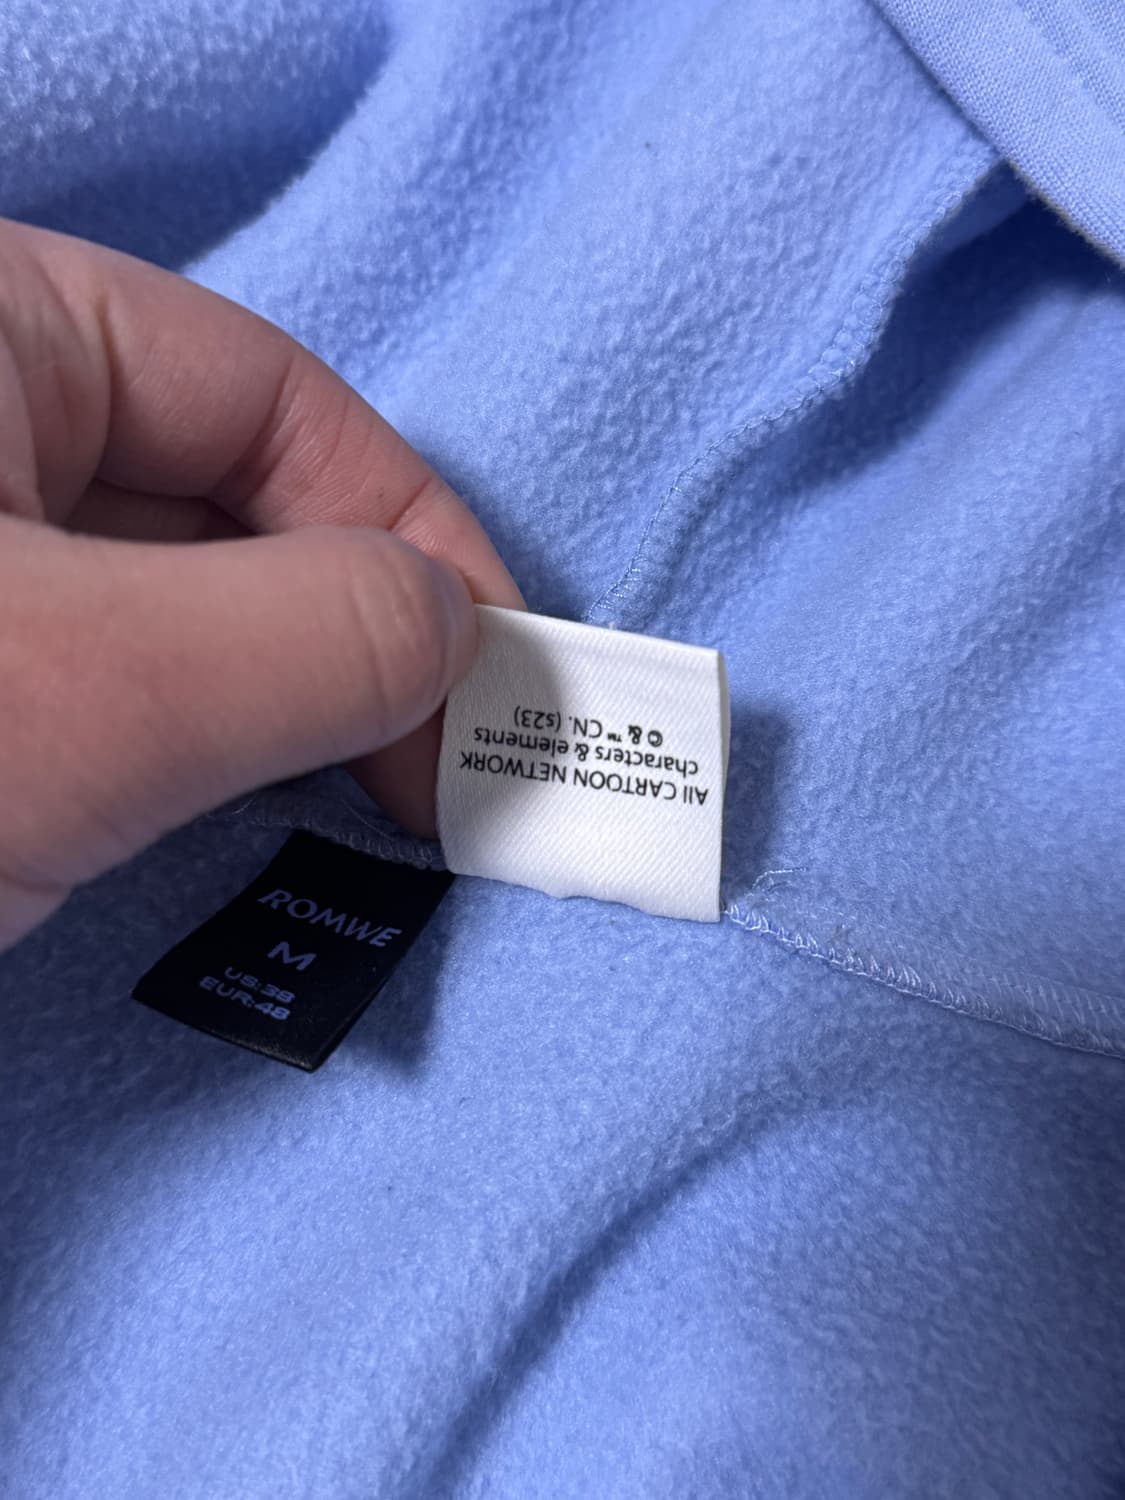 All CARTOON NETWORK
characters & elements
© & ™ CN. (s23)
ROMWE
M
US:38
EUR:48